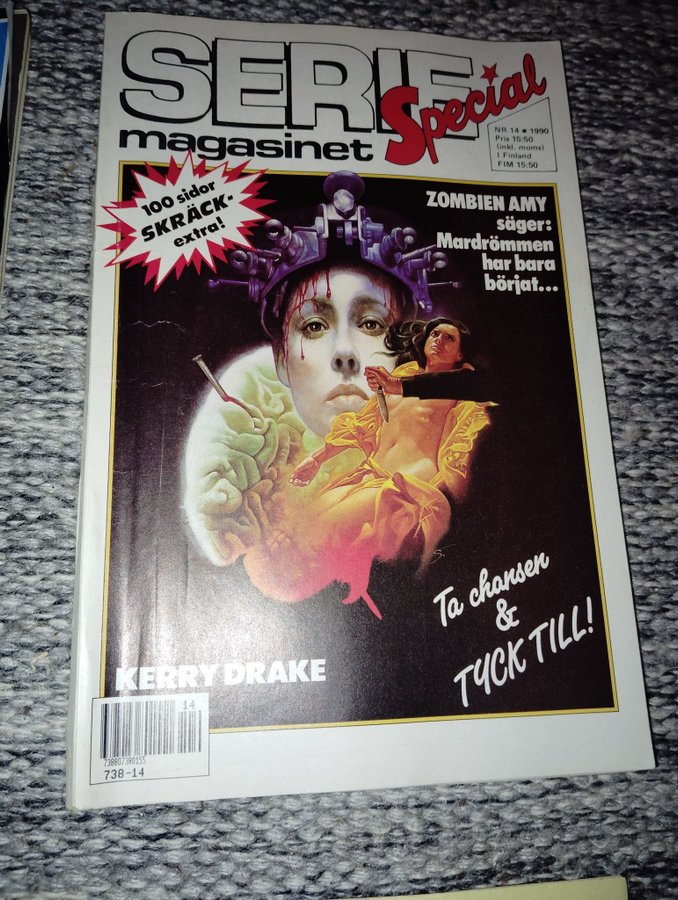 SERIE
magasinet
Special
NR 14 ■ 1990
Pris 15:50
(inkl. moms)
I Finland
FIM 15:50
100 sidor
SKRÄCK-
extra!
ZOMBIEN AMY
säger:
Mardrömmen
har bara
börjat...
Ta chansen
&
TYCK TILL!
KERRY DRAKE
14
738-14